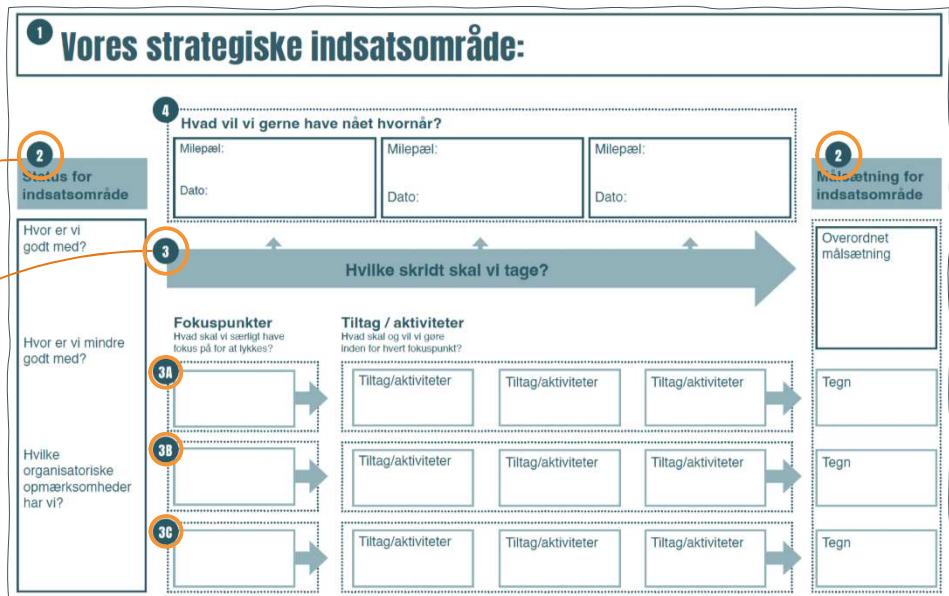 1 Vores strategiske indsatsområde:
4
Hvad vil vi gerne have nået hvornår?
Milepæl:
Dato:
Milepæl:
Dato:
Milepæl:
Dato:
2
Status for
indsatsområde
Hvor er vi
godt med?
Hvor er vi mindre
godt med?
Hvilke
organisatoriske
opmærksomheder
har vi?
3
Hvilke skridt skal vi tage?
Fokuspunkter
Hvad skal vi særligt have
fokus på for at lykkes?
Tiltag / aktiviteter
Hvad skal og vil vi gøre
inden for hvert fokuspunkt?
3A
Tiltag/aktiviteter
Tiltag/aktiviteter
Tiltag/aktiviteter
3B
Tiltag/aktiviteter
Tiltag/aktiviteter
Tiltag/aktiviteter
3C
Tiltag/aktiviteter
Tiltag/aktiviteter
Tiltag/aktiviteter
2
Målsætning for
indsatsområde
Overordnet
målsætning
Tegn
Tegn
Tegn